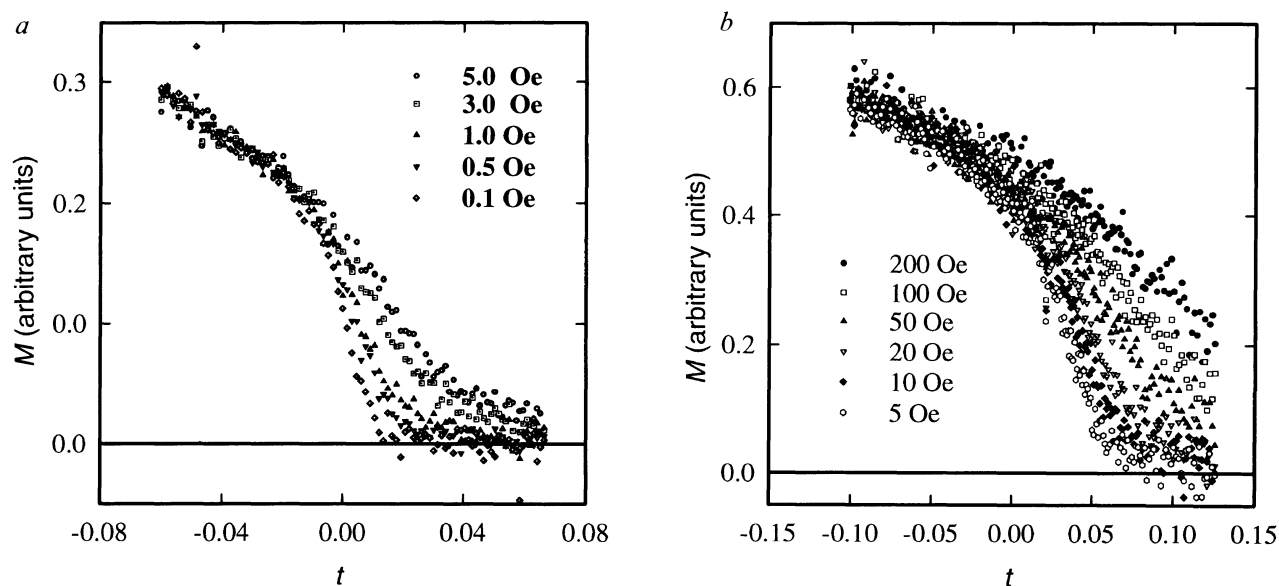 a
0.3
0.2
0.0
0.0
M (arbitrary units)
5.0 Oe
3.0 Oe
1.0 Oe
0.5 Oe
0.1 Oe
-0.08
-0.04
0.00
0.04
0.08
t
b
0.6
0.4
0.2
0.0
M (arbitrary units)
200 Oe
100 Oe
50 Oe
20 Oe
10 Oe
5 Oe
-0.15
-0.10
-0.05
0.00
0.05
0.10
0.15
t